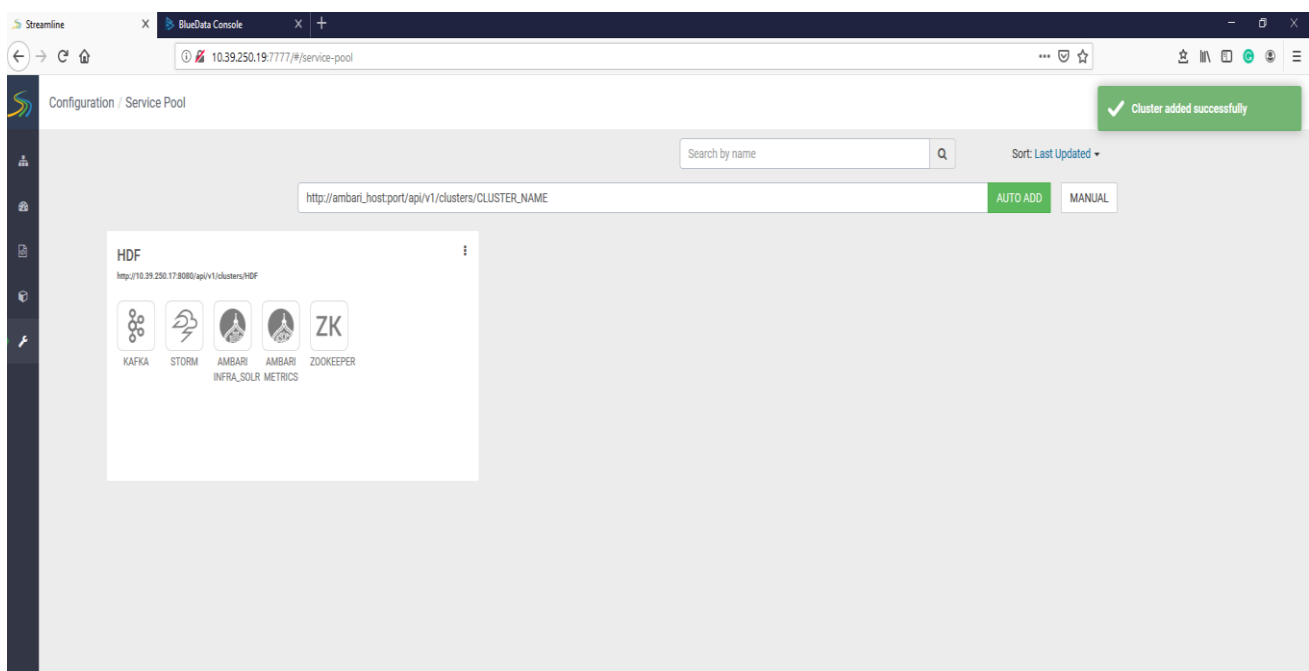 Streamline
BlueData Console
10.39.250.19:7777/#/service-pool
Configuration / Service Pool
Cluster added successfully
Search by name
Sort: Last Updated
http://ambari_host:port/api/v1/clusters/CLUSTER_NAME
AUTO ADD
MANUAL
HDF
http://10.39.250.17:8080/api/v1/clusters/HDF
ZK
KAFKA
STORM
AMBARI INFRA_SOLR
AMBARI METRICS
ZOOKEEPER